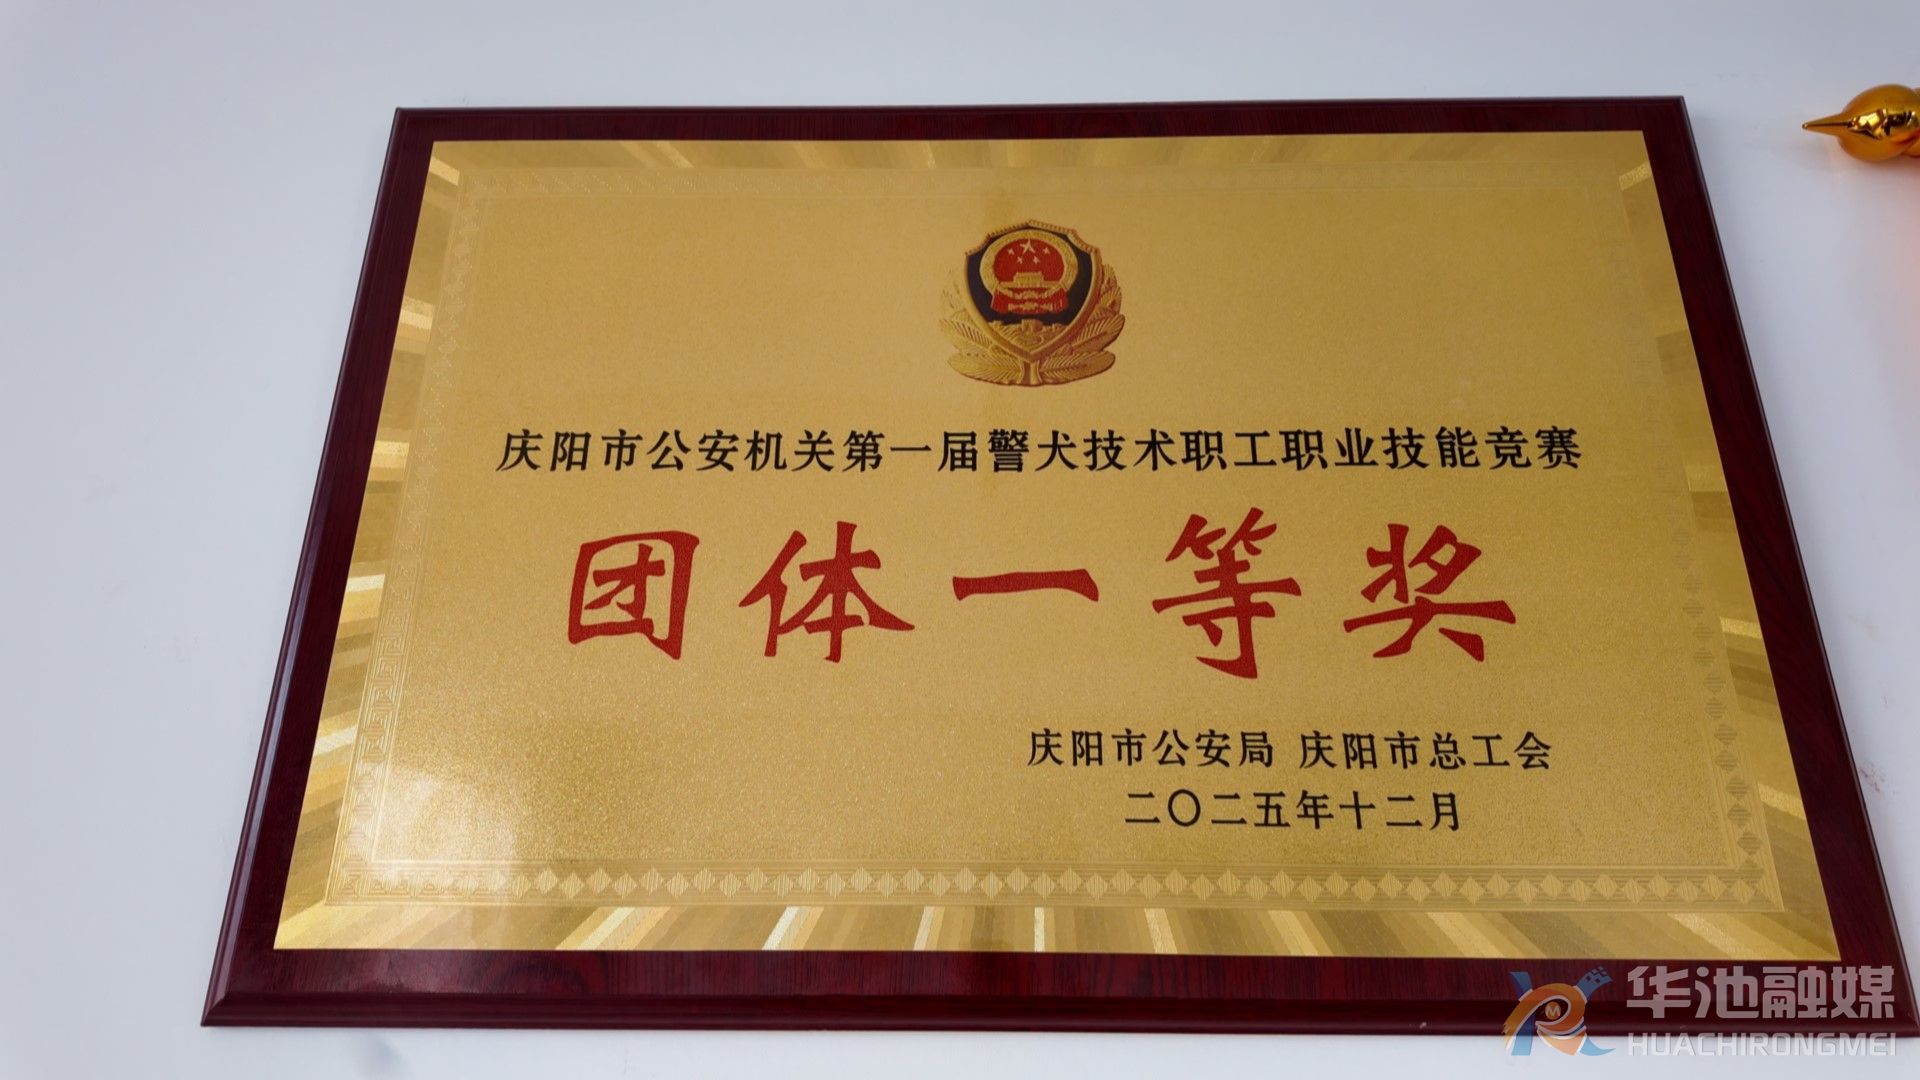 庆阳市公安机关第一届警犬技术职工职业技能竞赛
团体一等奖
庆阳市公安局 庆阳市总工会
二〇二五年十二月
华池融媒
HUACHIRONGMEI